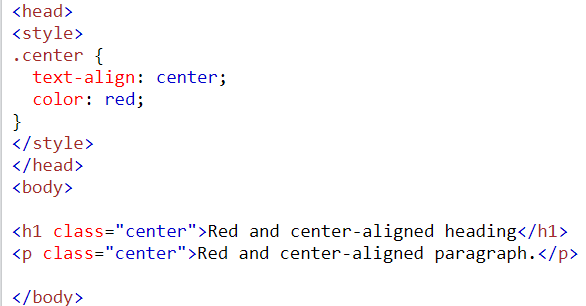 <head>
<style>
.center {
  text-align: center;
  color: red;
}
</style>
</head>
<body>

<h1 class="center">Red and center-aligned heading</h1>
<p class="center">Red and center-aligned paragraph.</p>

</body>